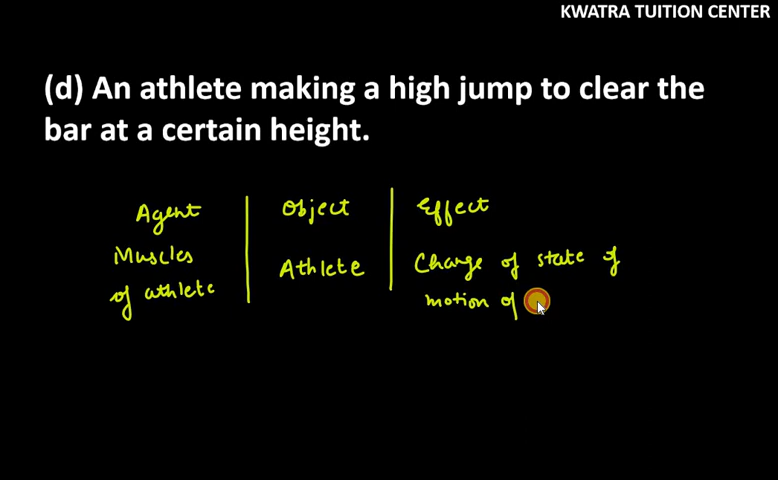 KWATRA TUITION CENTER
(d) An athlete making a high jump to clear the
bar at a certain height.
Agent Object Effect
Muscles Athlete Change of state of
of athlete motion of